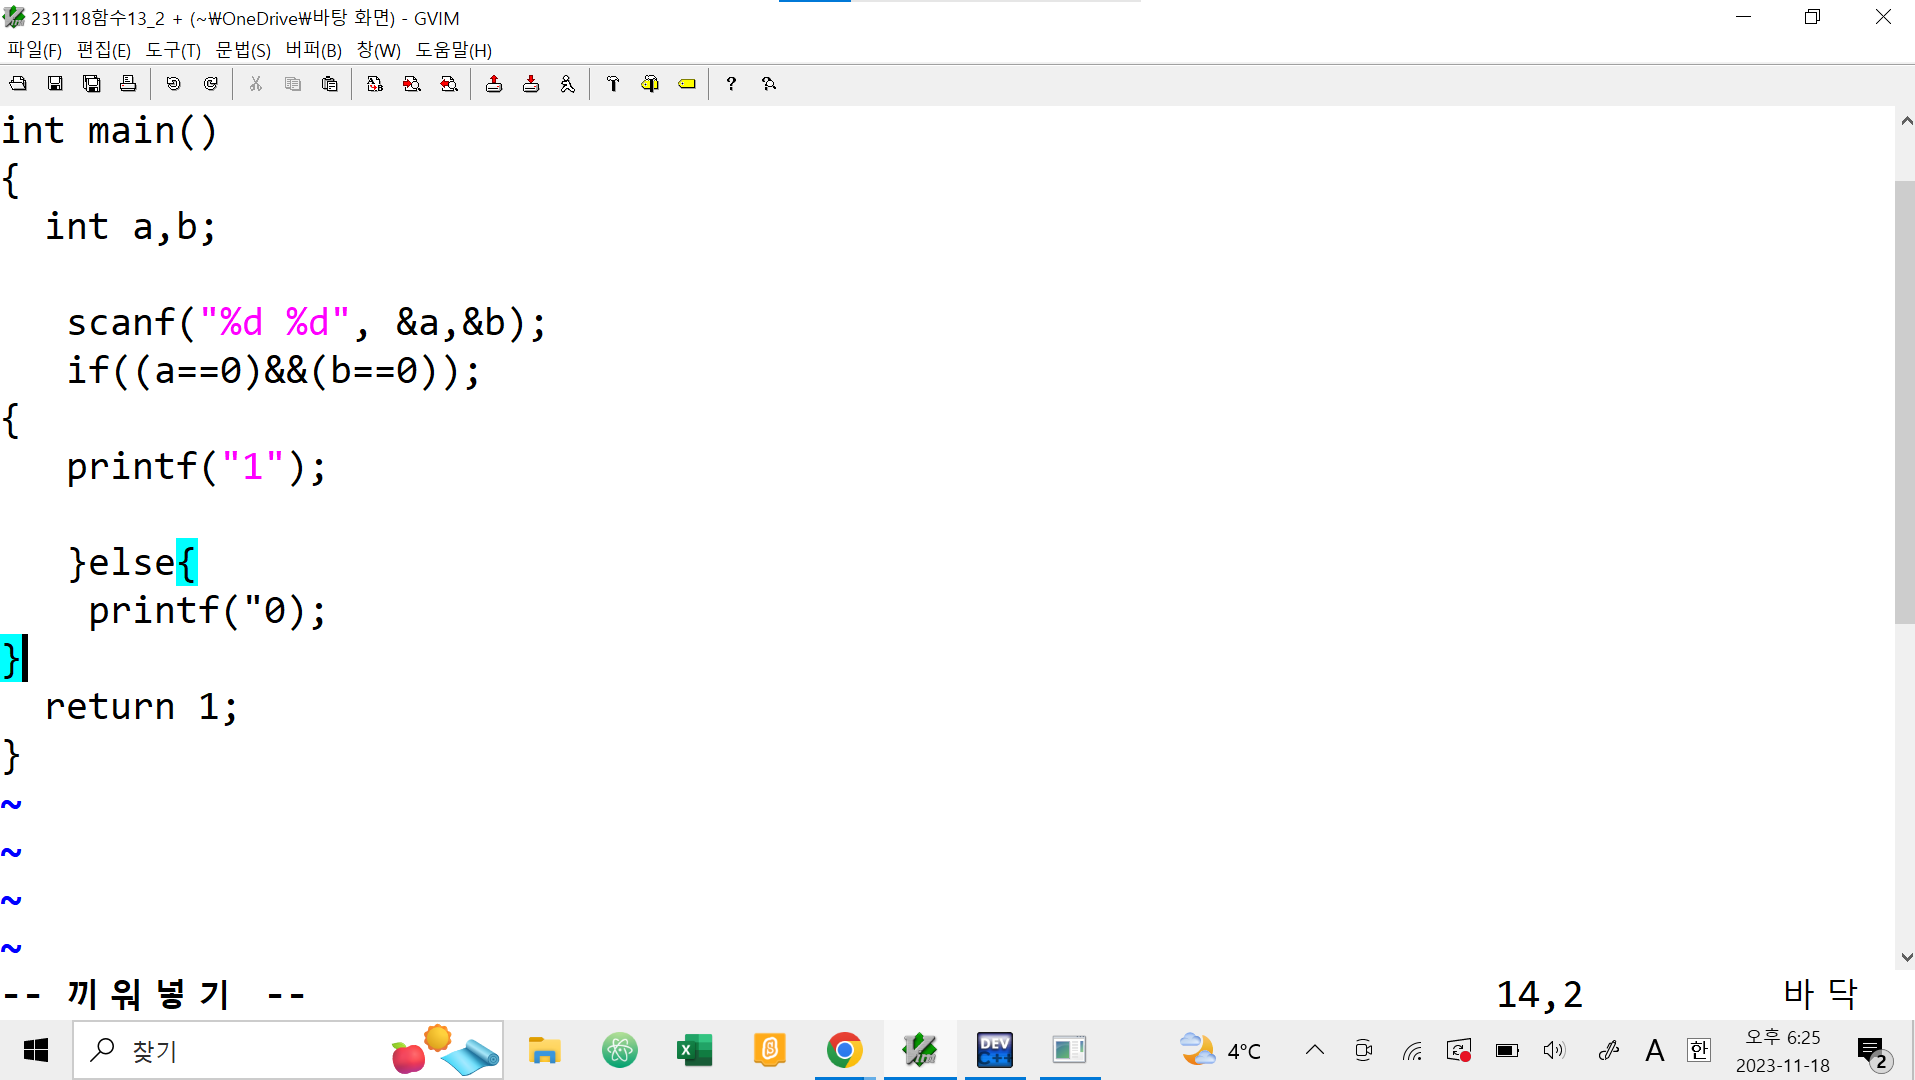 231118함수13_2 + (~\OneDrive\바탕 화면) - GVIM
파일(F) 편집(E) 도구(T) 문법(S) 버퍼(B) 창(W) 도움말(H)
int main()
{
  int a,b;

   scanf("%d %d", &a,&b);
   if((a==0)&&(b==0));
{
   printf("1");

   }else{
    printf("0);
}
  return 1;
}
~
~
~
~
-- 끼워넣기 -- 14,2 바닥
찾기
DEV C++
4°C
A 한
오후 6:25
2023-11-18
2